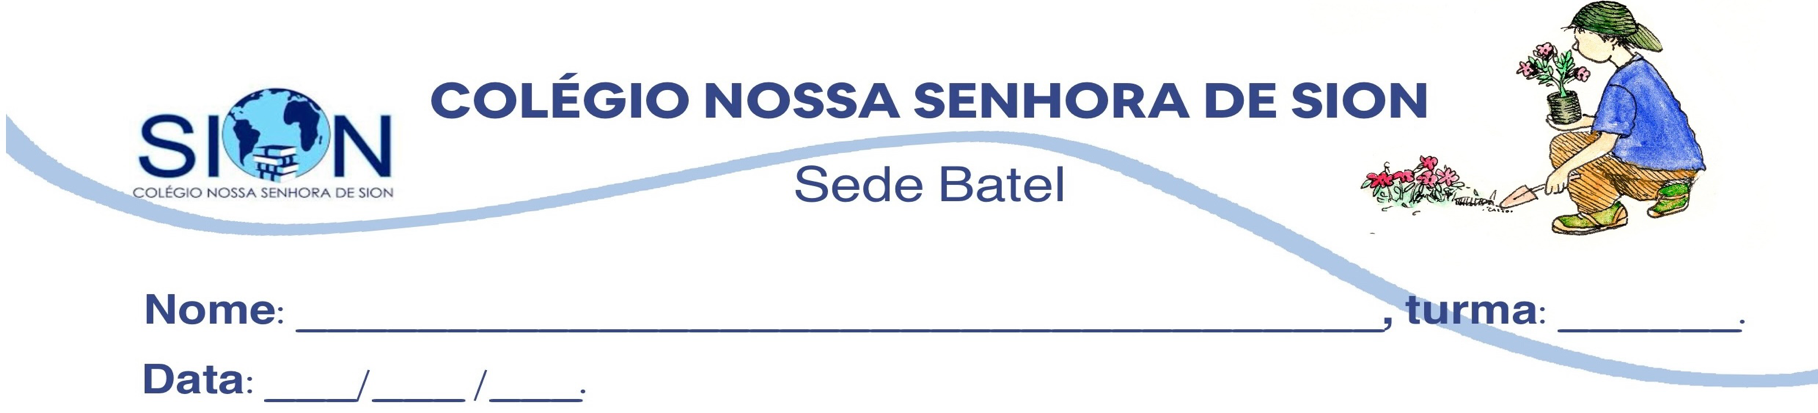 COLÉGIO NOSSA SENHORA DE SION
SION
COLÉGIO NOSSA SENHORA DE SION
Sede Batel
Nome: ____________________________________________, turma: _______.
Data: ____/____ /____.